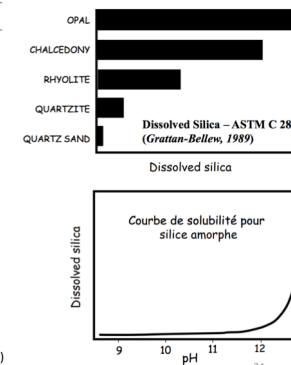 OPAL
CHALCEDONY
RHYOLITE
QUARTZITE
QUARTZ SAND
Dissolved Silica – ASTM C 28
(Grattan-Bellew, 1989)
Dissolved silica
Courbe de solubilité pour
silice amorphe
Dissolved silica
9 10 11 12
pH
)